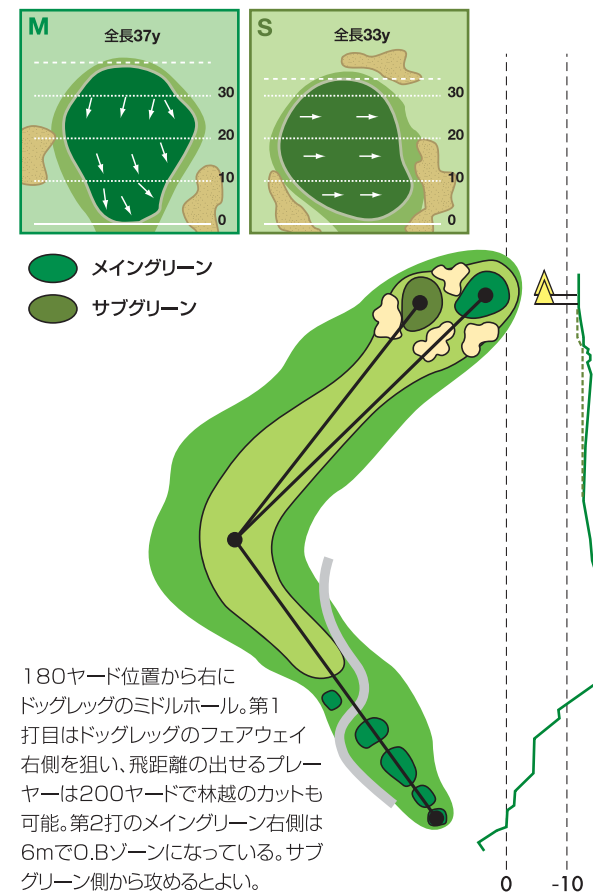 M
全長37y
30
20
10
0
S
全長33y
30
20
10
0
メイングリーン
サブグリーン
180ヤード位置から右に
ドッグレッグのミドルホール。第1
打目はドッグレッグのフェアウェイ
右側を狙い、飛距離の出せるプレー
ヤーは200ヤードで林越のカットも
可能。第2打のメイングリーン右側は
6mでO.Bゾーンになっている。サブ
グリーン側から攻めるとよい。
0
-10